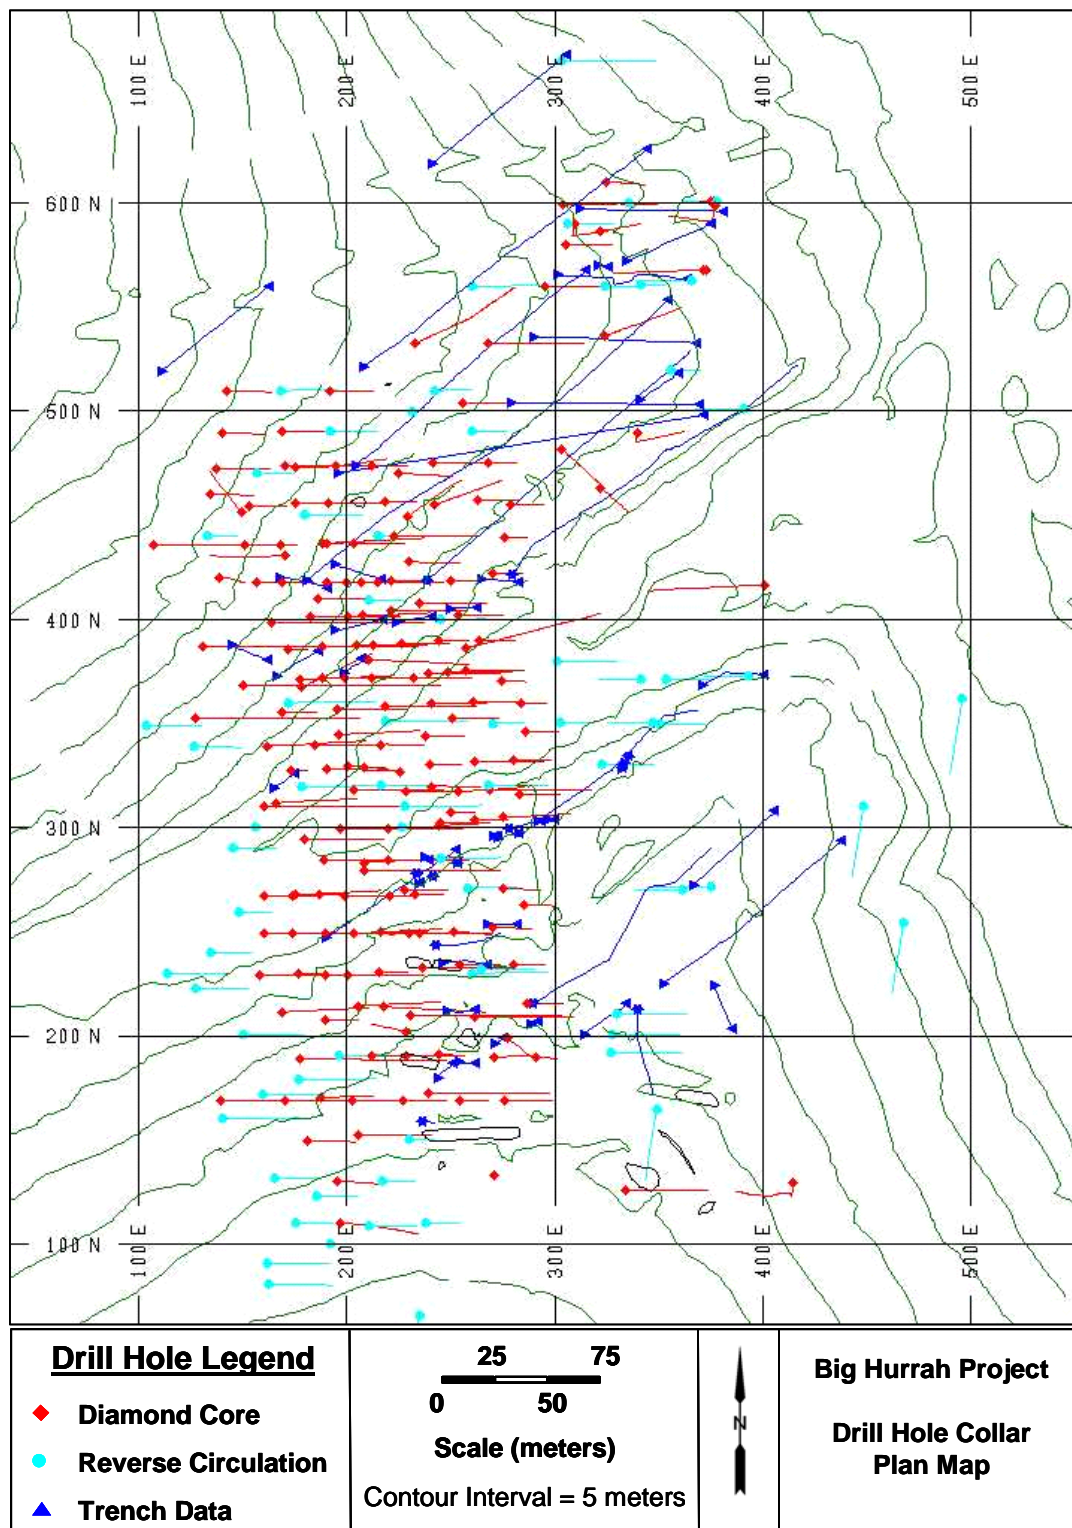 100 E 200 E 300 E 400 E 500 E
600 N
500 N
400 N
300 N
200 N
100 N
100 E 200 E 300 E 400 E 500 E
Drill Hole Legend
Diamond Core
Reverse Circulation
Trench Data
25 75
0 50
Scale (meters)
Contour Interval = 5 meters
N
Big Hurrah Project
Drill Hole Collar
Plan Map